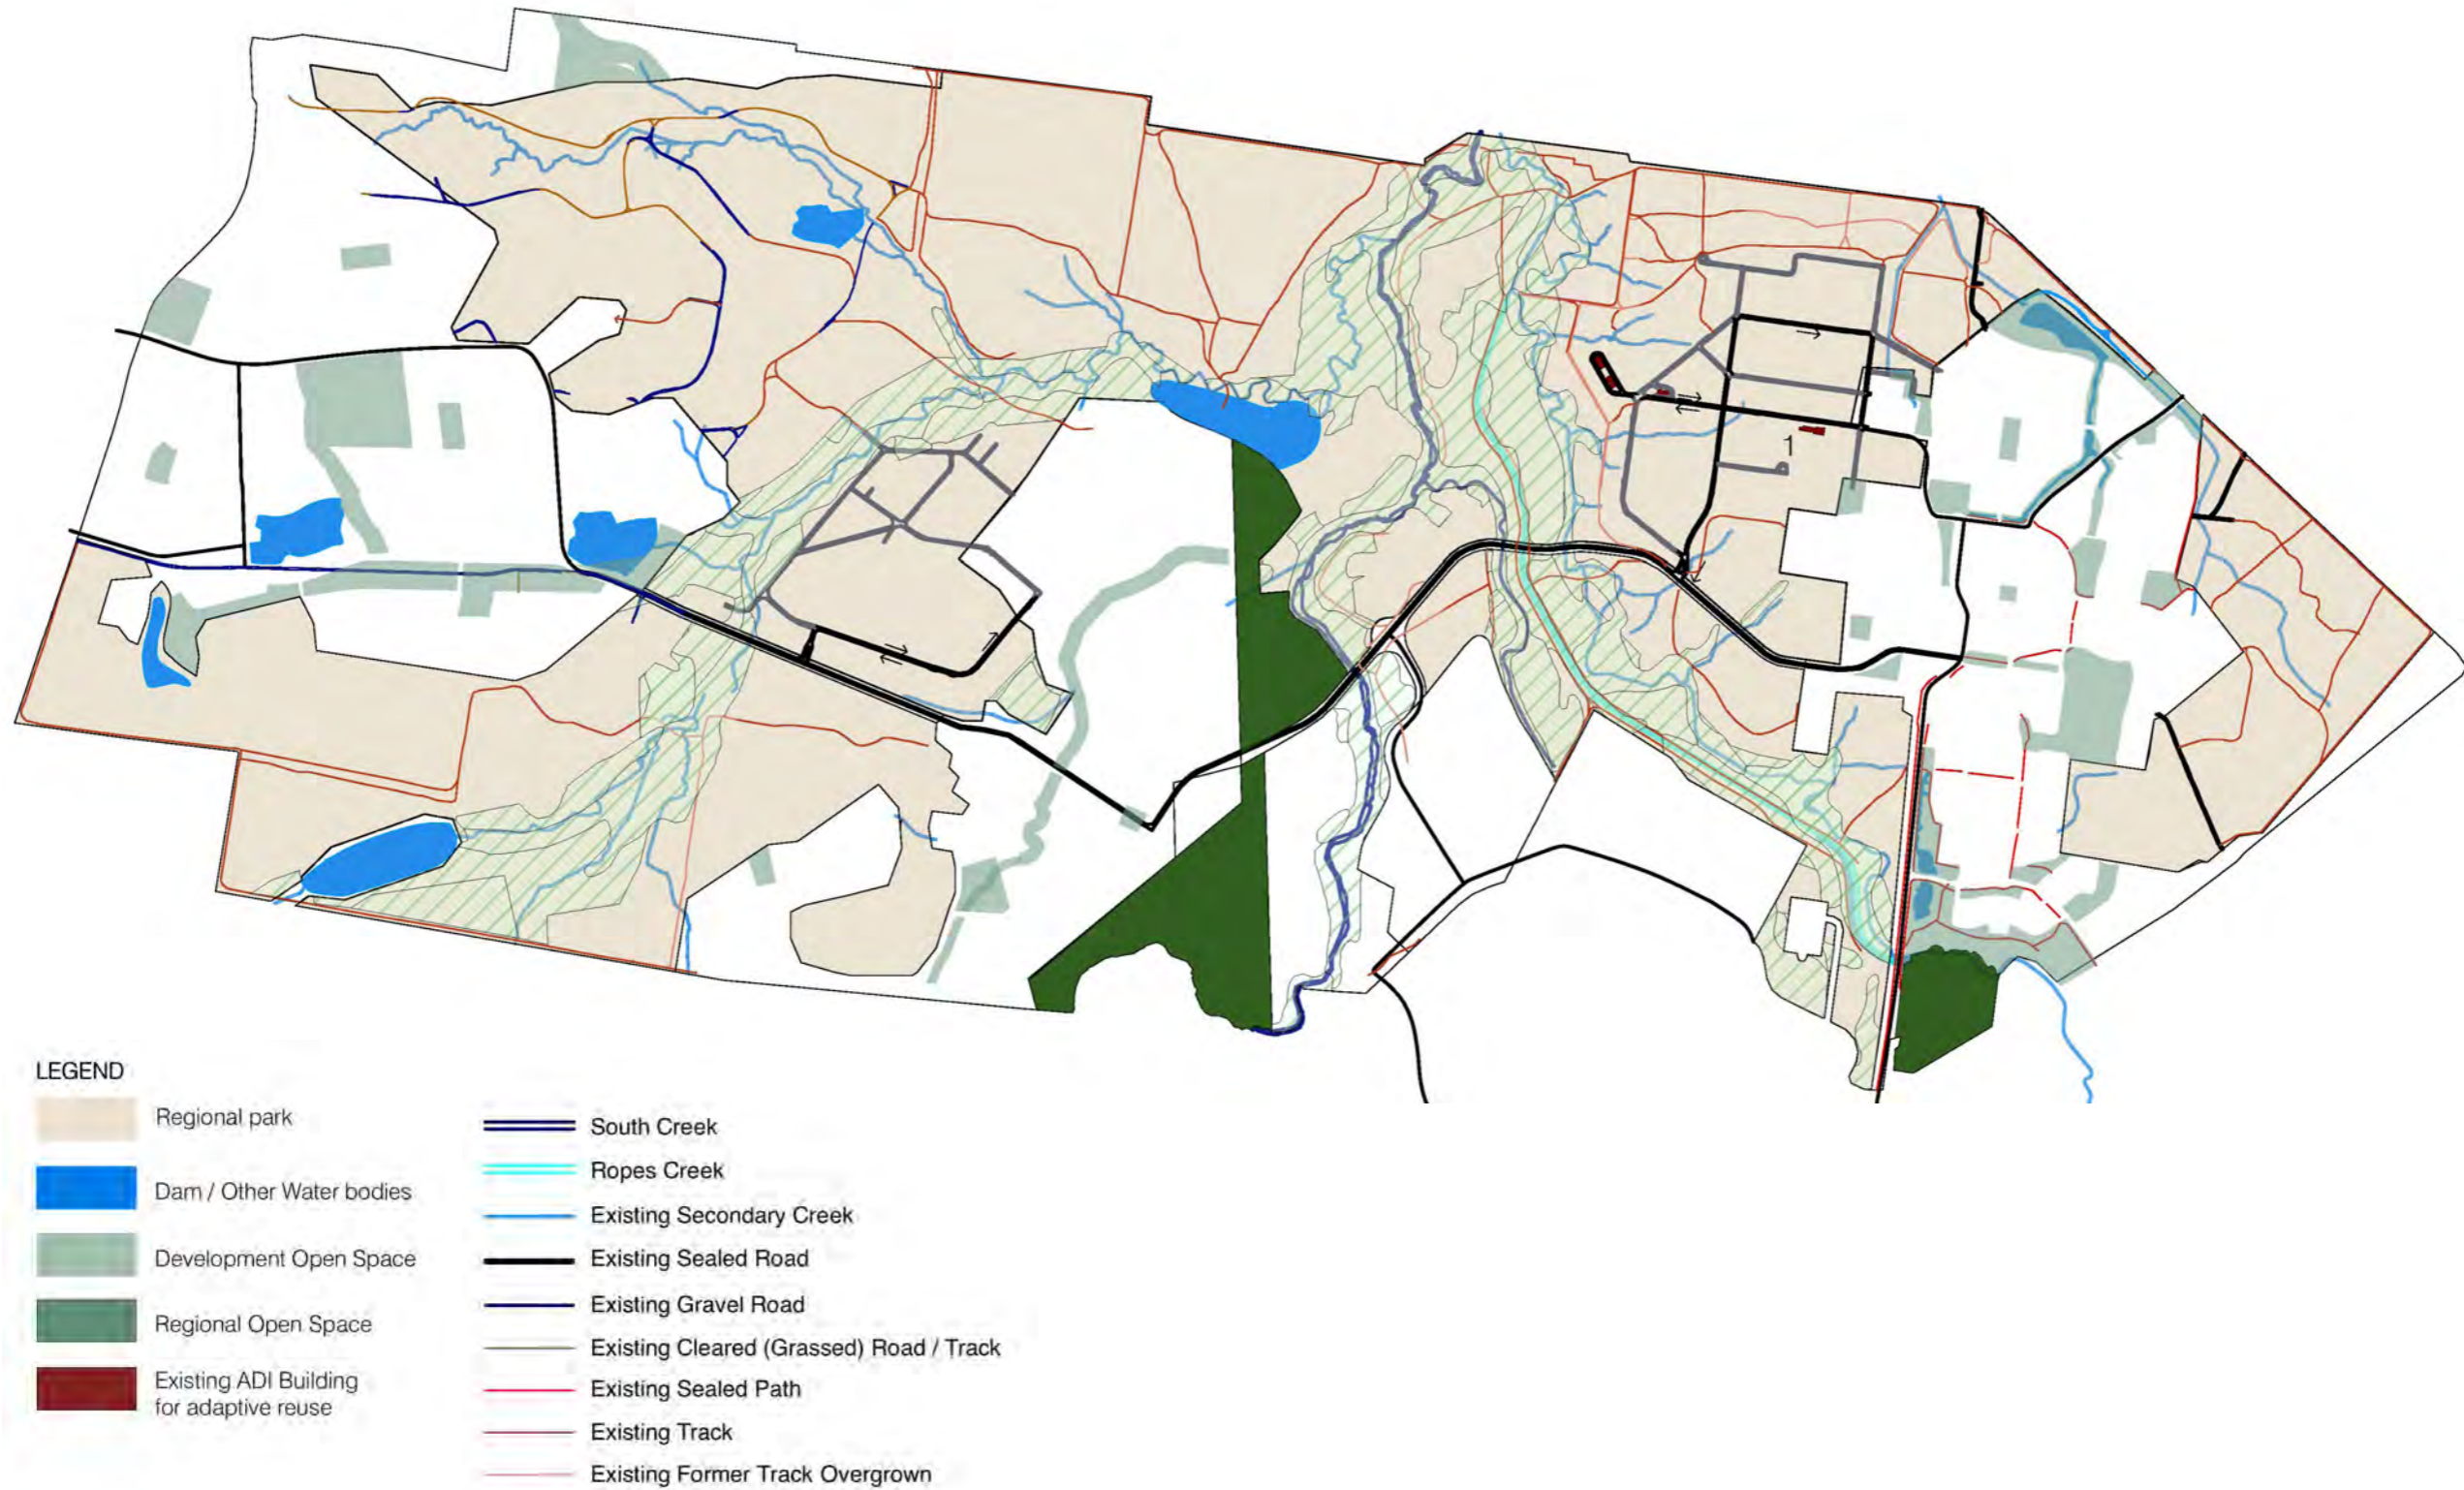 1
LEGEND
Regional park
Dam / Other Water bodies
Development Open Space
Regional Open Space
Existing ADI Building
for adaptive reuse
South Creek
Ropes Creek
Existing Secondary Creek
Existing Sealed Road
Existing Gravel Road
Existing Cleared (Grassed) Road / Track
Existing Sealed Path
Existing Track
Existing Former Track Overgrown